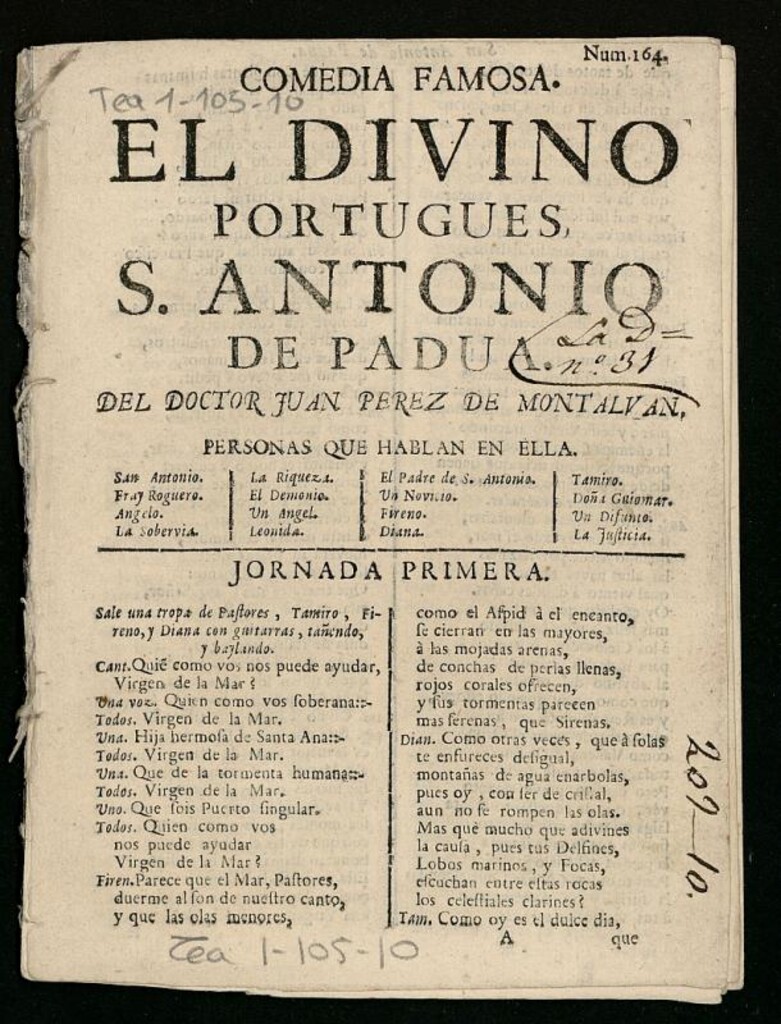 Num.164.
COMEDIA FAMOSA.
Tea 1-105-10
EL DIVINO
PORTUGUES,
S. ANTONIO
DE PADUA.
La D=
nº 31
DEL DOCTOR JUAN PEREZ DE MONTALVAN.
PERSONAS QUE HABLAN EN ELLA.
San Antonio.
Fray Roguero.
Angelo.
La Sobervia.
La Riqueza.
El Demonio.
Un Angel.
Leonida.
El Padre de S. Antonio.
Un Novicio.
Fireno.
Diana.
Tamiro.
Doña Guiomar.
Un Difunto.
La Justicia.
JORNADA PRIMERA.
Sale una tropa de Paſtores, Tamiro, Fi-
reno, y Diana con guitarras, tañendo,
y baylando.
Cant. Quiē como vos nos puede ayudar,
Virgen de la Mar?
Una voz. Quien como vos ſoberana::-
Todos. Virgen de la Mar.
Una. Hija hermoſa de Santa Ana::-
Todos. Virgen de la Mar.
Una. Que de la tormenta humana::-
Todos. Virgen de la Mar.
Uno. Que ſois Puerto ſingular.
Todos. Quien como vos
nos puede ayudar
Virgen de la Mar?
Firen. Parece que el Mar, Paſtores,
duerme al ſon de nueſtro canto,
y que las olas menores,
como el Aſpid à el encanto,
ſe cierran en las mayores,
à las mojadas arenas,
de conchas de perlas llenas,
rojos corales ofrecen,
y ſus tormentas parecen
mas ſerenas, que Sirenas.
Dian. Como otras veces, que à ſolas
te enfureces deſigual,
montañas de agua enarbolas,
pues oy, con ſer de criſtal,
aun no ſe rompen las olas.
Mas què mucho que adivines
la cauſa, pues tus Delfines,
Lobos marinos, y Focas,
eſcuchan entre eſtas rocas
los celeſtiales clarines?
Tam. Como oy es el dulce dia,
A
que
209-10.
Tea 1-105-10